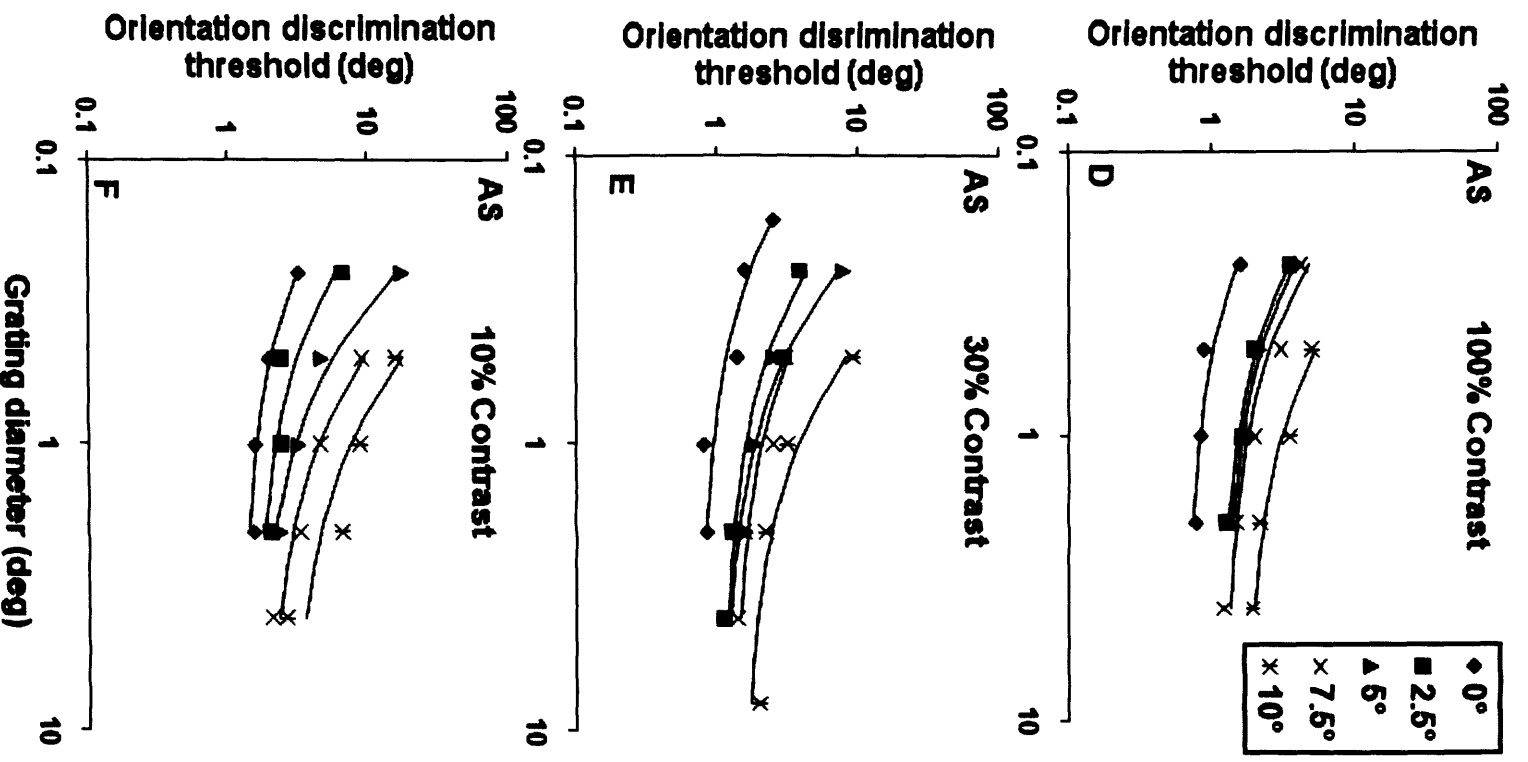 Orientation discrimination
threshold (deg)
100
10
1
0.1
AS
100% Contrast
0°
2.5°
5°
7.5°
10°
D
0.1
1
10
Orientation disrimination
threshold (deg)
100
10
1
0.1
AS
30% Contrast
E
0.1
1
10
Orientation discrimination
threshold (deg)
100
10
1
0.1
AS
10% Contrast
F
0.1
1
10
Grating diameter (deg)